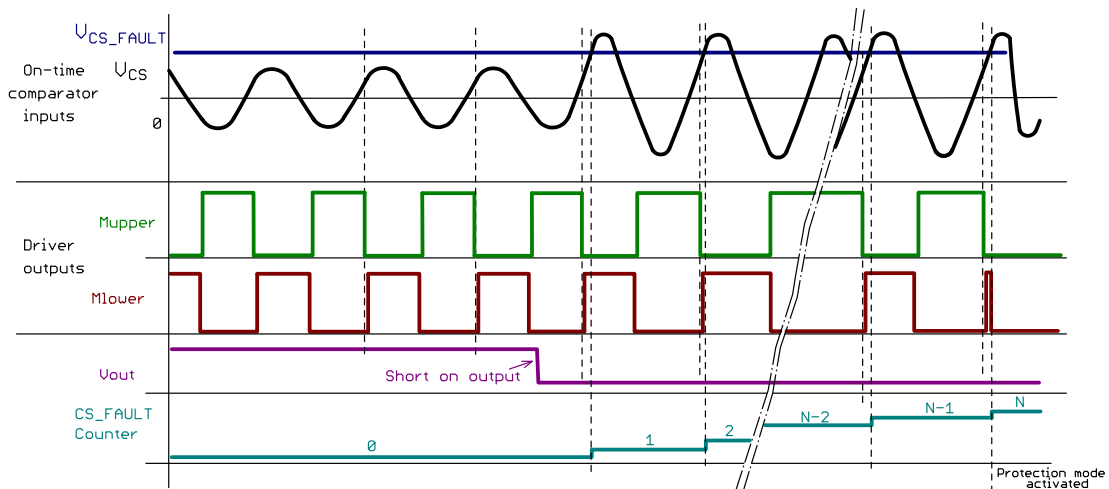 VCS_FAULT
On-time
comparator
inputs
VCS
0
Mupper
Driver
outputs
Mlower
Vout
Short on output
CS_FAULT
Counter
0
1
2
N-2
N-1
N
Protection mode
activated